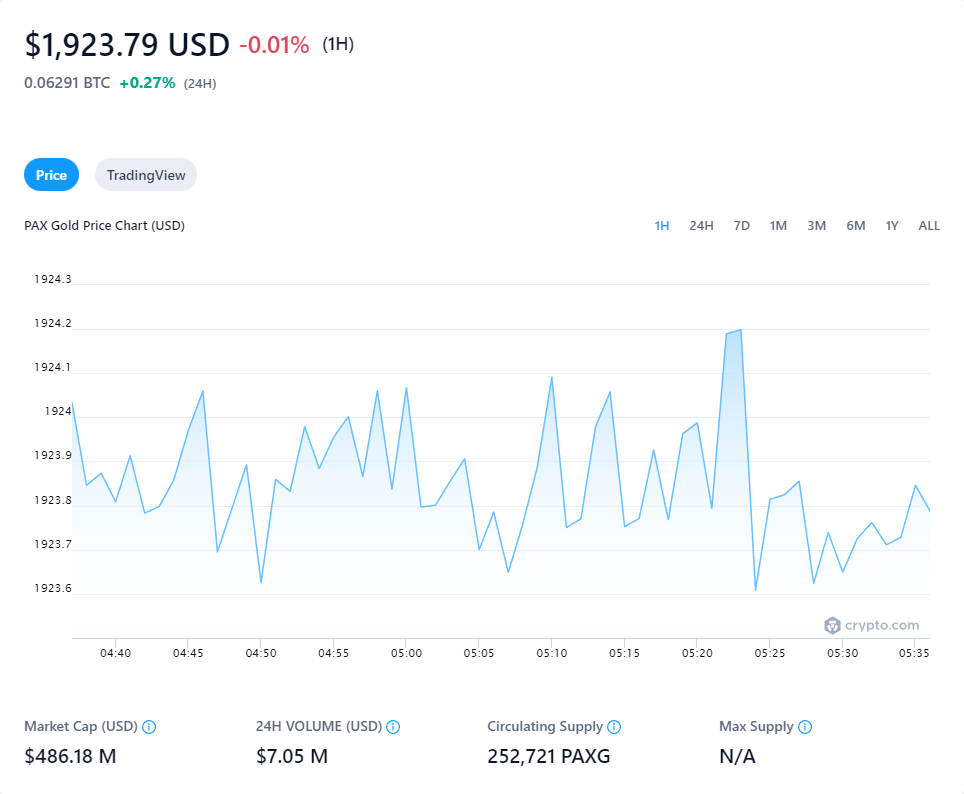 $1,923.79 USD -0.01% (1H)
0.06291 BTC +0.27% (24H)
Price TradingView
PAX Gold Price Chart (USD) 1H 24H 7D 1M 3M 6M 1Y ALL
1924.3
1924.2
1924.1
1924
1923.9
1923.8
1923.7
1923.6
crypto.com
04:40 04:45 04:50 04:55 05:00 05:05 05:10 05:15 05:20 05:25 05:30 05:35
Market Cap (USD) 24H VOLUME (USD) Circulating Supply Max Supply
$486.18 M $7.05 M 252,721 PAXG N/A